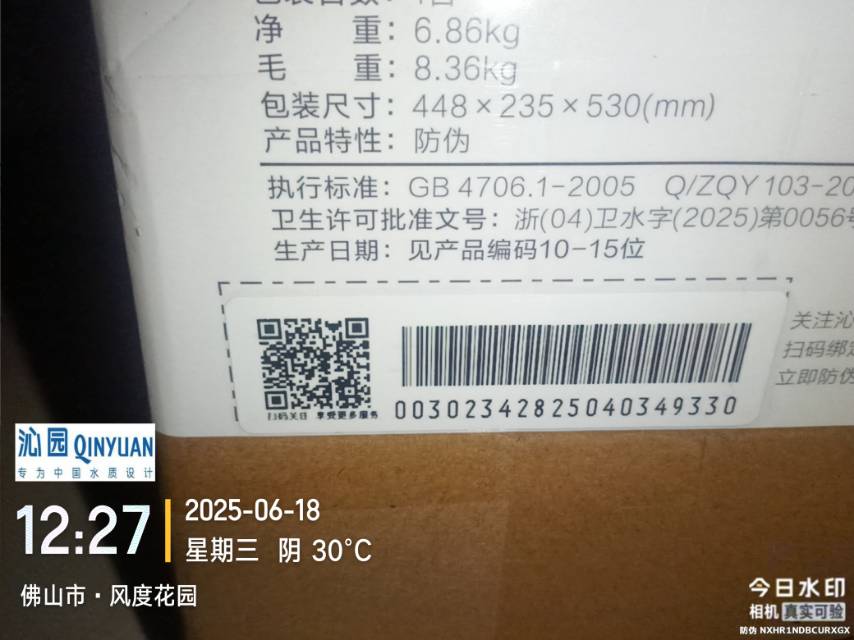 净 重：6.86kg
毛 重：8.36kg
包装尺寸：448×235×530(mm)
产品特性：防伪
执行标准：GB 4706.1-2005 Q/ZQY 103-20
卫生许可批准文号：浙(04)卫水字(2025)第0056号
生产日期：见产品编码10-15位
关注沁
扫码绑定
立即防伪
扫码关注 享受更多服务
00302342825040349330
沁园 QINYUAN
专为中国水质设计
12:27
2025-06-18
星期三 阴 30°C
佛山市·风度花园
今日水印
相机 真实可验
防伪 NXHR1NDBCURXGX